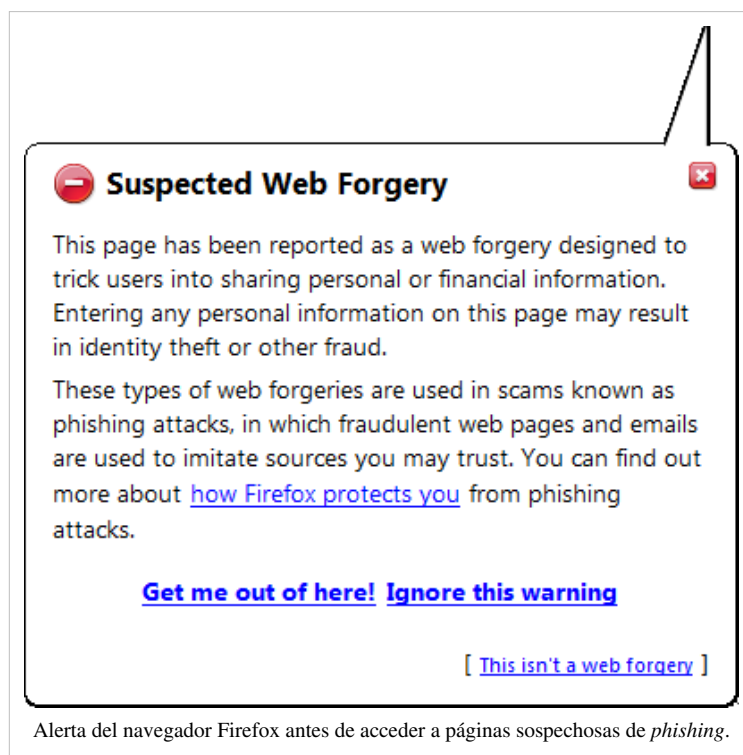 Suspected Web Forgery
This page has been reported as a web forgery designed to
trick users into sharing personal or financial information.
Entering any personal information on this page may result
in identity theft or other fraud.
These types of web forgeries are used in scams known as
phishing attacks, in which fraudulent web pages and emails
are used to imitate sources you may trust. You can find out
more about how Firefox protects you from phishing
attacks.
Get me out of here! Ignore this warning
[ This isn't a web forgery ]
Alerta del navegador Firefox antes de acceder a páginas sospechosas de phishing.